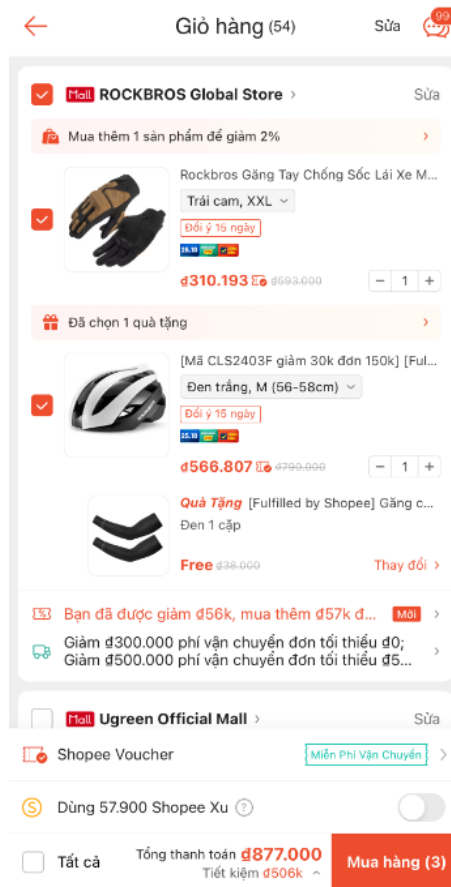 Giỏ hàng (54)
Sửa
99
Mall ROCKBROS Global Store >
Sửa
Mua thêm 1 sản phẩm để giảm 2%
Rockbros Găng Tay Chống Sốc Lái Xe M...
Trái cam, XXL
Đổi ý 15 ngày
25.10
đ310.193 đ593.000
- 1 +
Đã chọn 1 quà tặng
[Mã CLS2403F giảm 30k đơn 150k] [Ful...
Đen trắng, M (56-58cm)
Đổi ý 15 ngày
25.10
đ566.807 đ790.000
- 1 +
Quà Tặng [Fulfilled by Shopee] Găng c...
Đen 1 cặp
Free đ38.000
Thay đổi >
Bạn đã được giảm đ56k, mua thêm đ57k đ... Mới
Giảm đ300.000 phí vận chuyển đơn tối thiểu đ0;
Giảm đ500.000 phí vận chuyển đơn tối thiểu đ5...
Mall Ugreen Official Mall >
Sửa
Shopee Voucher
Miễn Phí Vận Chuyển
S Dùng 57.900 Shopee Xu ?
Tất cả
Tổng thanh toán đ877.000
Tiết kiệm đ506k
Mua hàng (3)